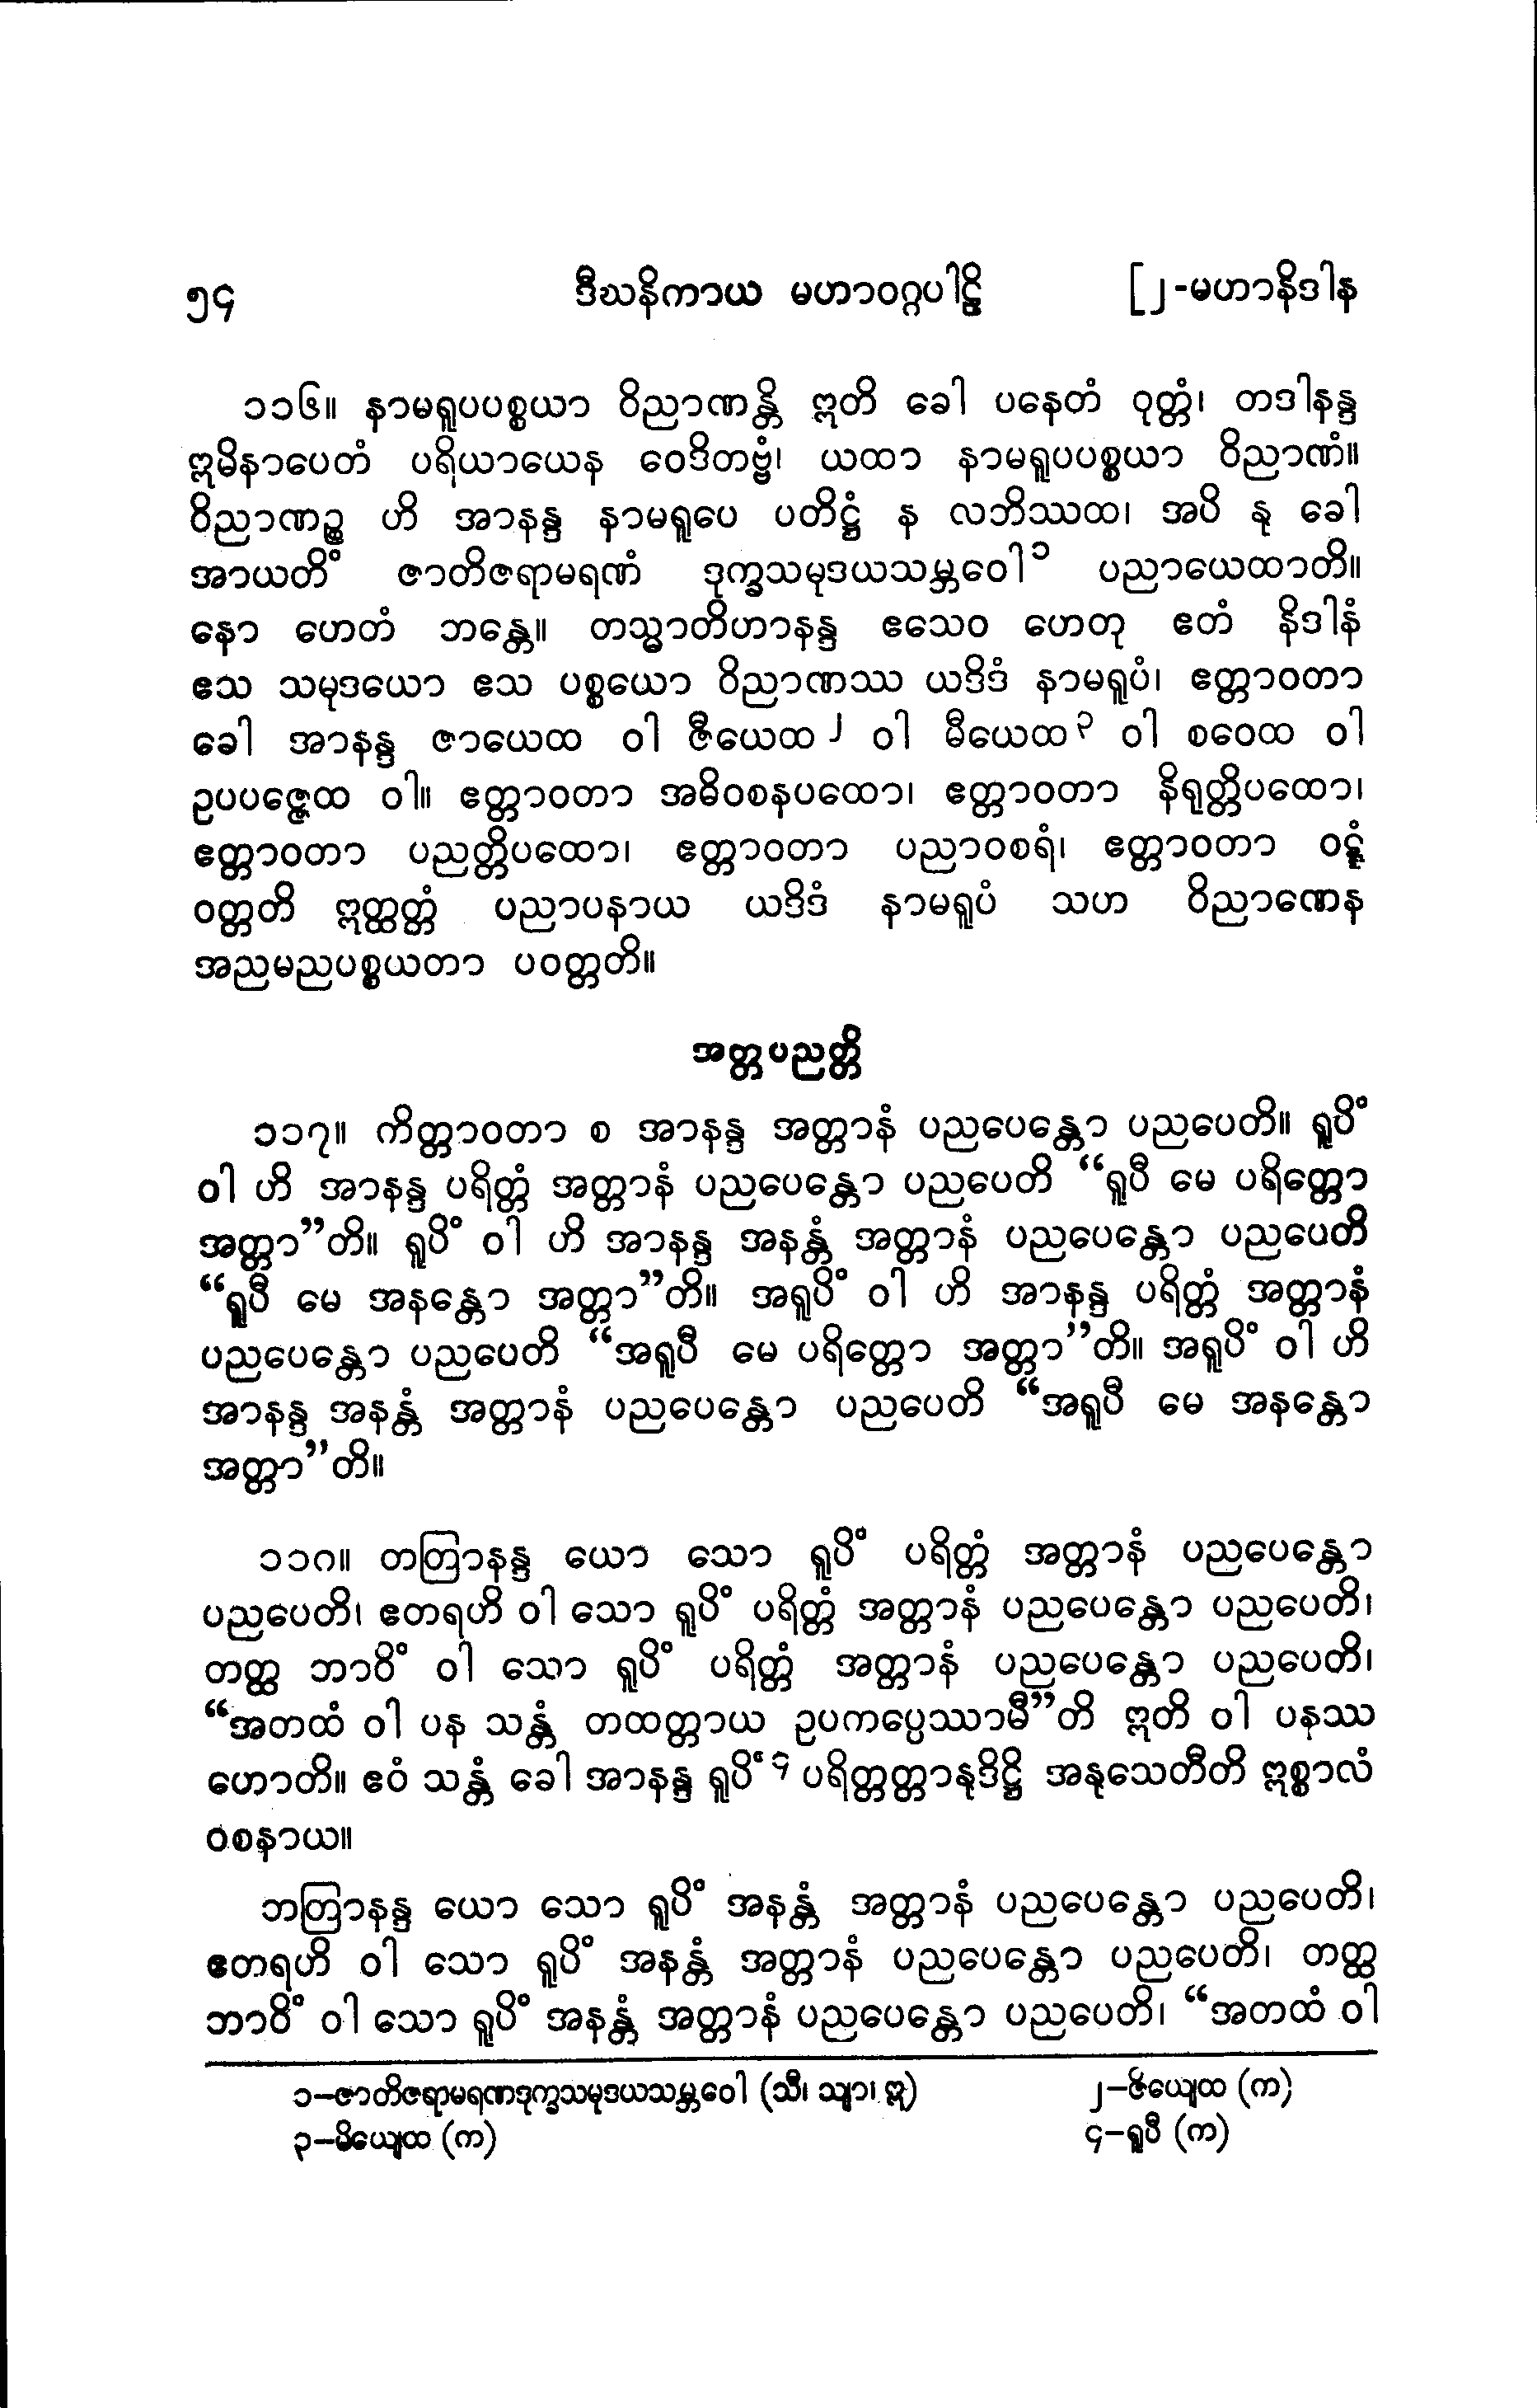 ၅၄ ဒီဃနိကာယ မဟာဝဂ္ဂပါဠိ [၂-မဟာနိဒါန
၁၁၆။ နာမရူပပစ္စယာ ဝိညာဏန္တိ ဣတိ ခေါ ပနေတံ ဝုတ္တံ၊ တဒါနန္ဒ
ဣမိနာပေတံ ပရိယာယေန ဝေဒိတဗ္ဗံ၊ ယထာ နာမရူပပစ္စယာ ဝိညာဏံ။
ဝိညာဏဉ္စ ဟိ အာနန္ဒ နာမရူပေ ပတိဋ္ဌံ န လဘိဿထ၊ အပိ နု ခေါ
အာယတိံ ဇာတိဇရာမရဏံ ဒုက္ခသမုဒယသမ္ဘဝေါ၁ ပညာယေထာတိ။
နော ဟေတံ ဘန္တေ။ တသ္မာတိဟာနန္ဒ ဧသေဝ ဟေတု ဧတံ နိဒါနံ
ဧသ သမုဒယော ဧသ ပစ္စယော ဝိညာဏဿ ယဒိဒံ နာမရူပံ၊ ဧတ္တာဝတာ
ခေါ အာနန္ဒ ဇာယေထ ဝါ ဇီယေထ၂ ဝါ မီယေထ၃ ဝါ စဝေထ ဝါ
ဥပပဇ္ဇေထ ဝါ။ ဧတ္တာဝတာ အဓိဝစနပထော၊ ဧတ္တာဝတာ နိရုတ္တိပထော၊
ဧတ္တာဝတာ ပညတ္တိပထော၊ ဧတ္တာဝတာ ပညာဝစရံ၊ ဧတ္တာဝတာ ဝဋ္ဋံ
ဝတ္တတိ ဣတ္ထတ္တံ ပညာပနာယ ယဒိဒံ နာမရူပံ သဟ ဝိညာဏေန
အညမညပစ္စယတာ ပဝတ္တတိ။
အတ္တပညတ္တိ
၁၁၇။ ကိတ္တာဝတာ စ အာနန္ဒ အတ္တာနံ ပညပေန္တော ပညပေတိ။ ရူပိံ
ဝါ ဟိ အာနန္ဒ ပရိတ္တံ အတ္တာနံ ပညပေန္တော ပညပေတိ “ရူပီ မေ ပရိတ္တော
အတ္တာ”တိ။ ရူပိံ ဝါ ဟိ အာနန္ဒ အနန္တံ အတ္တာနံ ပညပေန္တော ပညပေတိ
“ရူပီ မေ အနန္တော အတ္တာ”တိ။ အရူပိံ ဝါ ဟိ အာနန္ဒ ပရိတ္တံ အတ္တာနံ
ပညပေန္တော ပညပေတိ “အရူပီ မေ ပရိတ္တော အတ္တာ”တိ။ အရူပိံ ဝါ ဟိ
အာနန္ဒ အနန္တံ အတ္တာနံ ပညပေန္တော ပညပေတိ “အရူပီ မေ အနန္တော
အတ္တာ”တိ။
၁၁၈။ တတြာနန္ဒ ယော သော ရူပိံ ပရိတ္တံ အတ္တာနံ ပညပေန္တော
ပညပေတိ၊ ဧတရဟိ ဝါ သော ရူပိံ ပရိတ္တံ အတ္တာနံ ပညပေန္တော ပညပေတိ၊
တတ္ထ ဘာဝိံ ဝါ သော ရူပိံ ပရိတ္တံ အတ္တာနံ ပညပေန္တော ပညပေတိ၊
“အတထံ ဝါ ပန သန္တံ တထတ္တာယ ဥပကပ္ပေဿာမီ”တိ ဣတိ ဝါ ပနဿ
ဟောတိ။ ဧဝံ သန္တံ ခေါ အာနန္ဒ ရူပိံ၄ ပရိတ္တတ္တာနုဒိဋ္ဌိ အနုသေတီတိ ဣစ္စာလံ
ဝစနာယ။
ဘတြာနန္ဒ ယော သော ရူပိံ အနန္တံ အတ္တာနံ ပညပေန္တော ပညပေတိ၊
ဧတရဟိ ဝါ သော ရူပိံ အနန္တံ အတ္တာနံ ပညပေန္တော ပညပေတိ၊ တတ္ထ
ဘာဝိံ ဝါ သော ရူပိံ အနန္တံ အတ္တာနံ ပညပေန္တော ပညပေတိ၊ “အတထံ ဝါ
၁–ဇာတိဇရာမရဏဒုက္ခသမုဒယသမ္ဘဝေါ (သီ၊ သျာ၊ ဣ) ၂–ဇိယျေထ (က)
၃–မိယျေထ (က) ၄–ရူပီ (က)